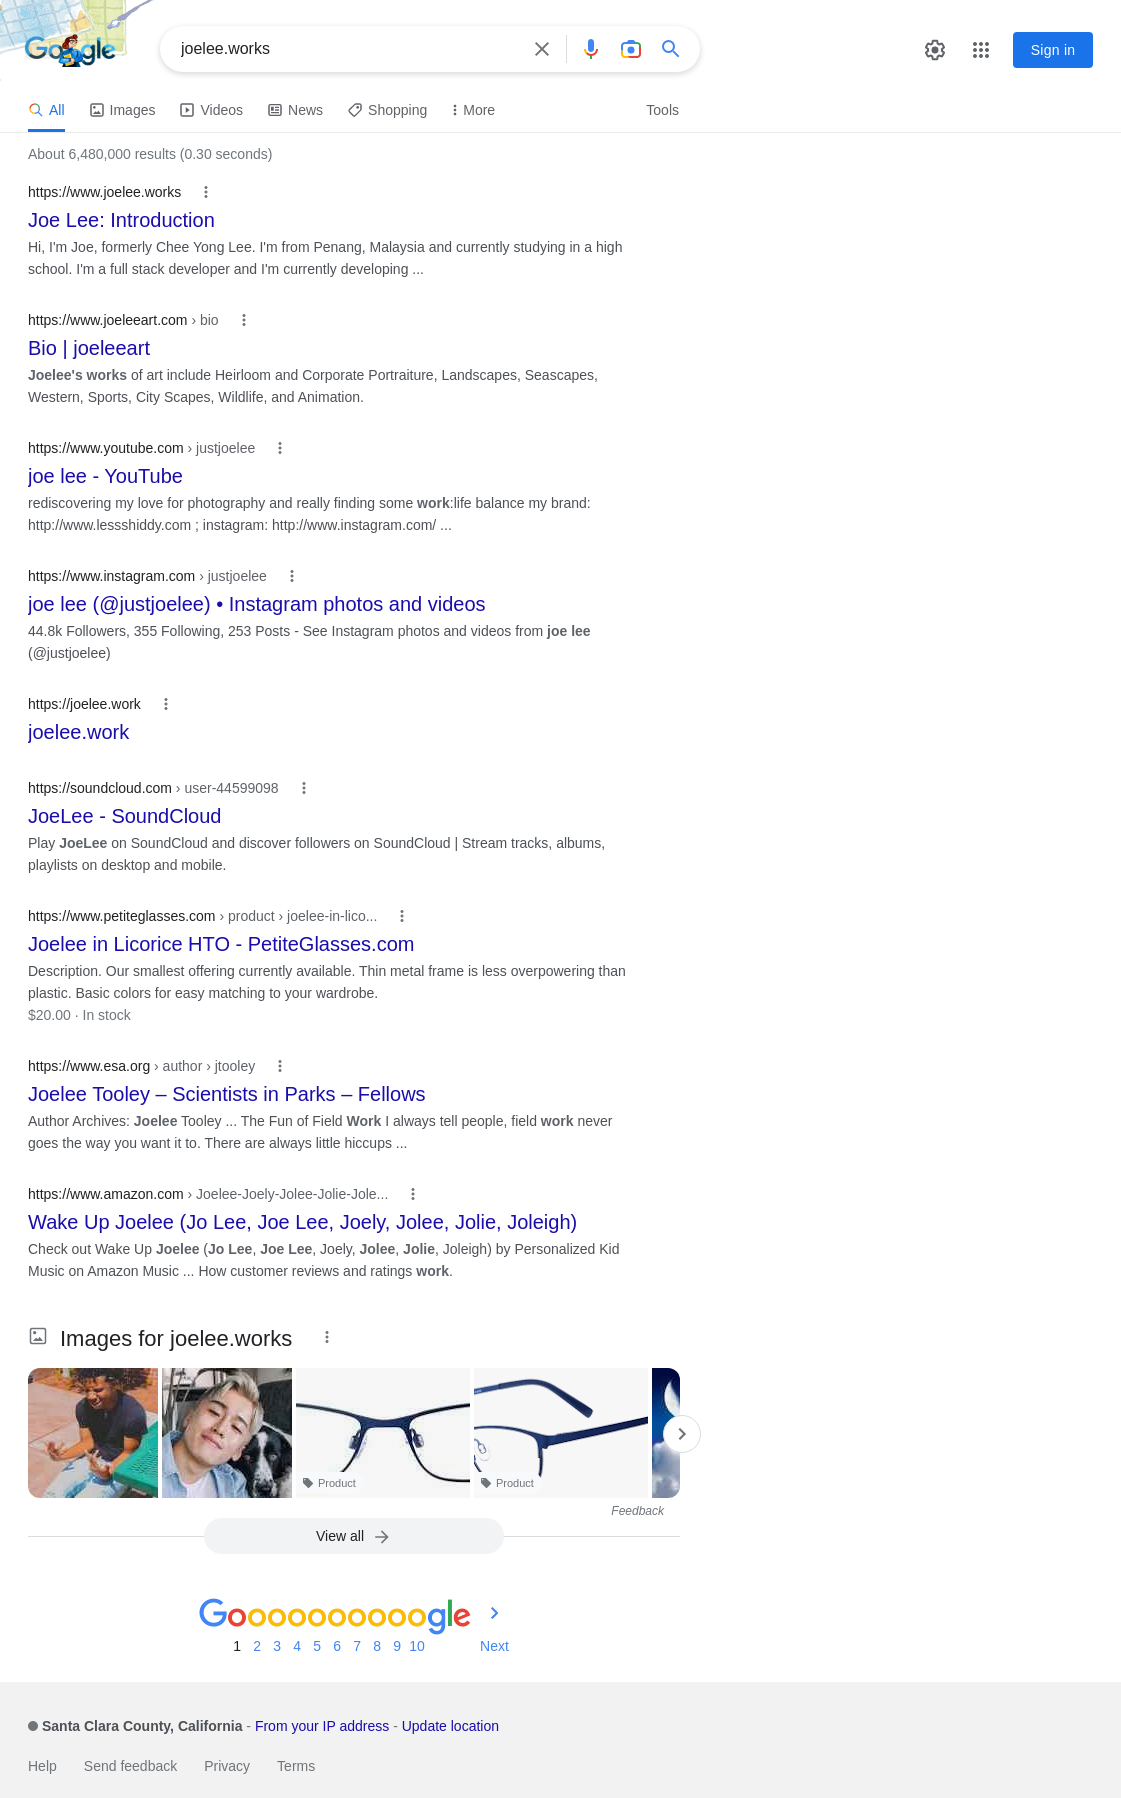 Google
joelee.works
Sign in
All
Images
Videos
News
Shopping
More
Tools
About 6,480,000 results (0.30 seconds)
https://www.joelee.works
Joe Lee: Introduction
Hi, I'm Joe, formerly Chee Yong Lee. I'm from Penang, Malaysia and currently studying in a high
school. I'm a full stack developer and I'm currently developing ...
https://www.joeleeart.com › bio
Bio | joeleeart
Joelee's works of art include Heirloom and Corporate Portraiture, Landscapes, Seascapes,
Western, Sports, City Scapes, Wildlife, and Animation.
https://www.youtube.com › justjoelee
joe lee - YouTube
rediscovering my love for photography and really finding some work:life balance my brand:
http://www.lessshiddy.com ; instagram: http://www.instagram.com/ ...
https://www.instagram.com › justjoelee
joe lee (@justjoelee) • Instagram photos and videos
44.8k Followers, 355 Following, 253 Posts - See Instagram photos and videos from joe lee
(@justjoelee)
https://joelee.work
joelee.work
https://soundcloud.com › user-44599098
JoeLee - SoundCloud
Play JoeLee on SoundCloud and discover followers on SoundCloud | Stream tracks, albums,
playlists on desktop and mobile.
https://www.petiteglasses.com › product › joelee-in-lico...
Joelee in Licorice HTO - PetiteGlasses.com
Description. Our smallest offering currently available. Thin metal frame is less overpowering than
plastic. Basic colors for easy matching to your wardrobe.
$20.00 · In stock
https://www.esa.org › author › jtooley
Joelee Tooley – Scientists in Parks – Fellows
Author Archives: Joelee Tooley ... The Fun of Field Work I always tell people, field work never
goes the way you want it to. There are always little hiccups ...
https://www.amazon.com › Joelee-Joely-Jolee-Jolie-Jole...
Wake Up Joelee (Jo Lee, Joe Lee, Joely, Jolee, Jolie, Joleigh)
Check out Wake Up Joelee (Jo Lee, Joe Lee, Joely, Jolee, Jolie, Joleigh) by Personalized Kid
Music on Amazon Music ... How customer reviews and ratings work.
Images for joelee.works
Product
Product
Feedback
View all
Goooooooooogle
1 2 3 4 5 6 7 8 9 10 Next
Santa Clara County, California - From your IP address - Update location
Help Send feedback Privacy Terms